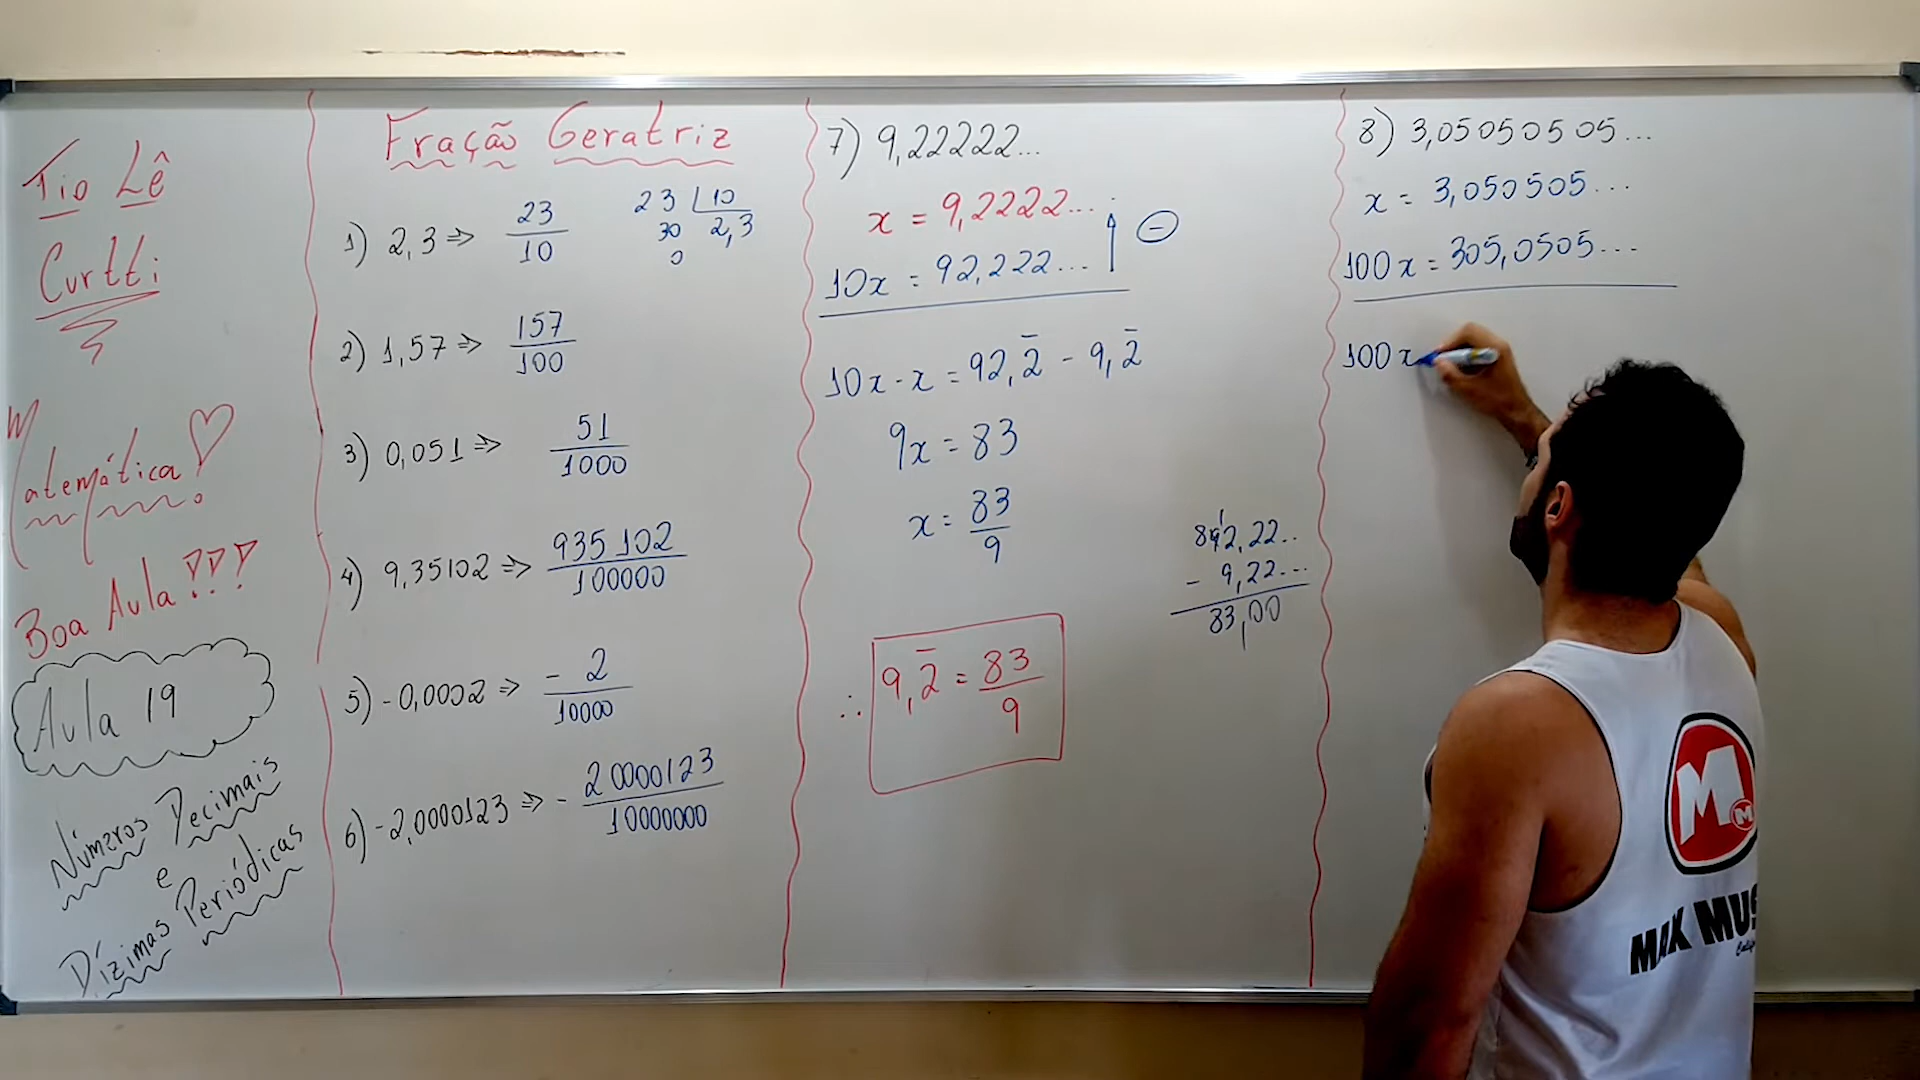 Tio Lê
Curtti
Matemática
Boa Aula!!!
Aula 19
Números Decimais
e
Dízimas Periódicas
Fração Geratriz
1) 2,3 ⇒ 23/10
23 | 10
30 2,3
0
2) 1,57 ⇒ 157/100
3) 0,051 ⇒ 51/1000
4) 9,35102 ⇒ 935102/100000
5) -0,0002 ⇒ -2/10000
6) -2,0000123 ⇒ -20000123/10000000
7) 9,22222...
x = 9,2222...
10x = 92,222... ↑ ⊖
10x - x = 92,2̅ - 9,2̅
9x = 83
x = 83/9
892,22..
- 9,22...
83,00
∴ 9,2̅ = 83/9
8) 3,05050505...
x = 3,050505...
100x = 305,0505...
100x
M
M
MAX MUS